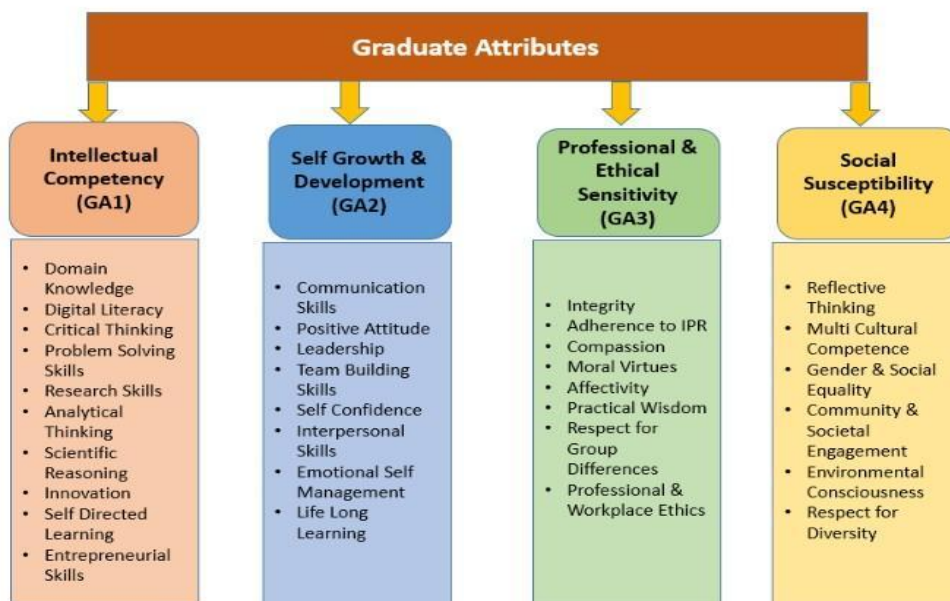 Graduate Attributes
Intellectual
Competency
(GA1)
• Domain
Knowledge
• Digital Literacy
• Critical Thinking
• Problem Solving
Skills
• Research Skills
• Analytical
Thinking
• Scientific
Reasoning
• Innovation
• Self Directed
Learning
• Entrepreneurial
Skills
Self Growth &
Development
(GA2)
• Communication
Skills
• Positive Attitude
• Leadership
• Team Building
Skills
• Self Confidence
• Interpersonal
Skills
• Emotional Self
Management
• Life Long
Learning
Professional &
Ethical
Sensitivity
(GA3)
• Integrity
• Adherence to IPR
• Compassion
• Moral Virtues
• Affectivity
• Practical Wisdom
• Respect for
Group
Differences
• Professional &
Workplace Ethics
Social
Susceptibility
(GA4)
• Reflective
Thinking
• Multi Cultural
Competence
• Gender & Social
Equality
• Community &
Societal
Engagement
• Environmental
Consciousness
• Respect for
Diversity